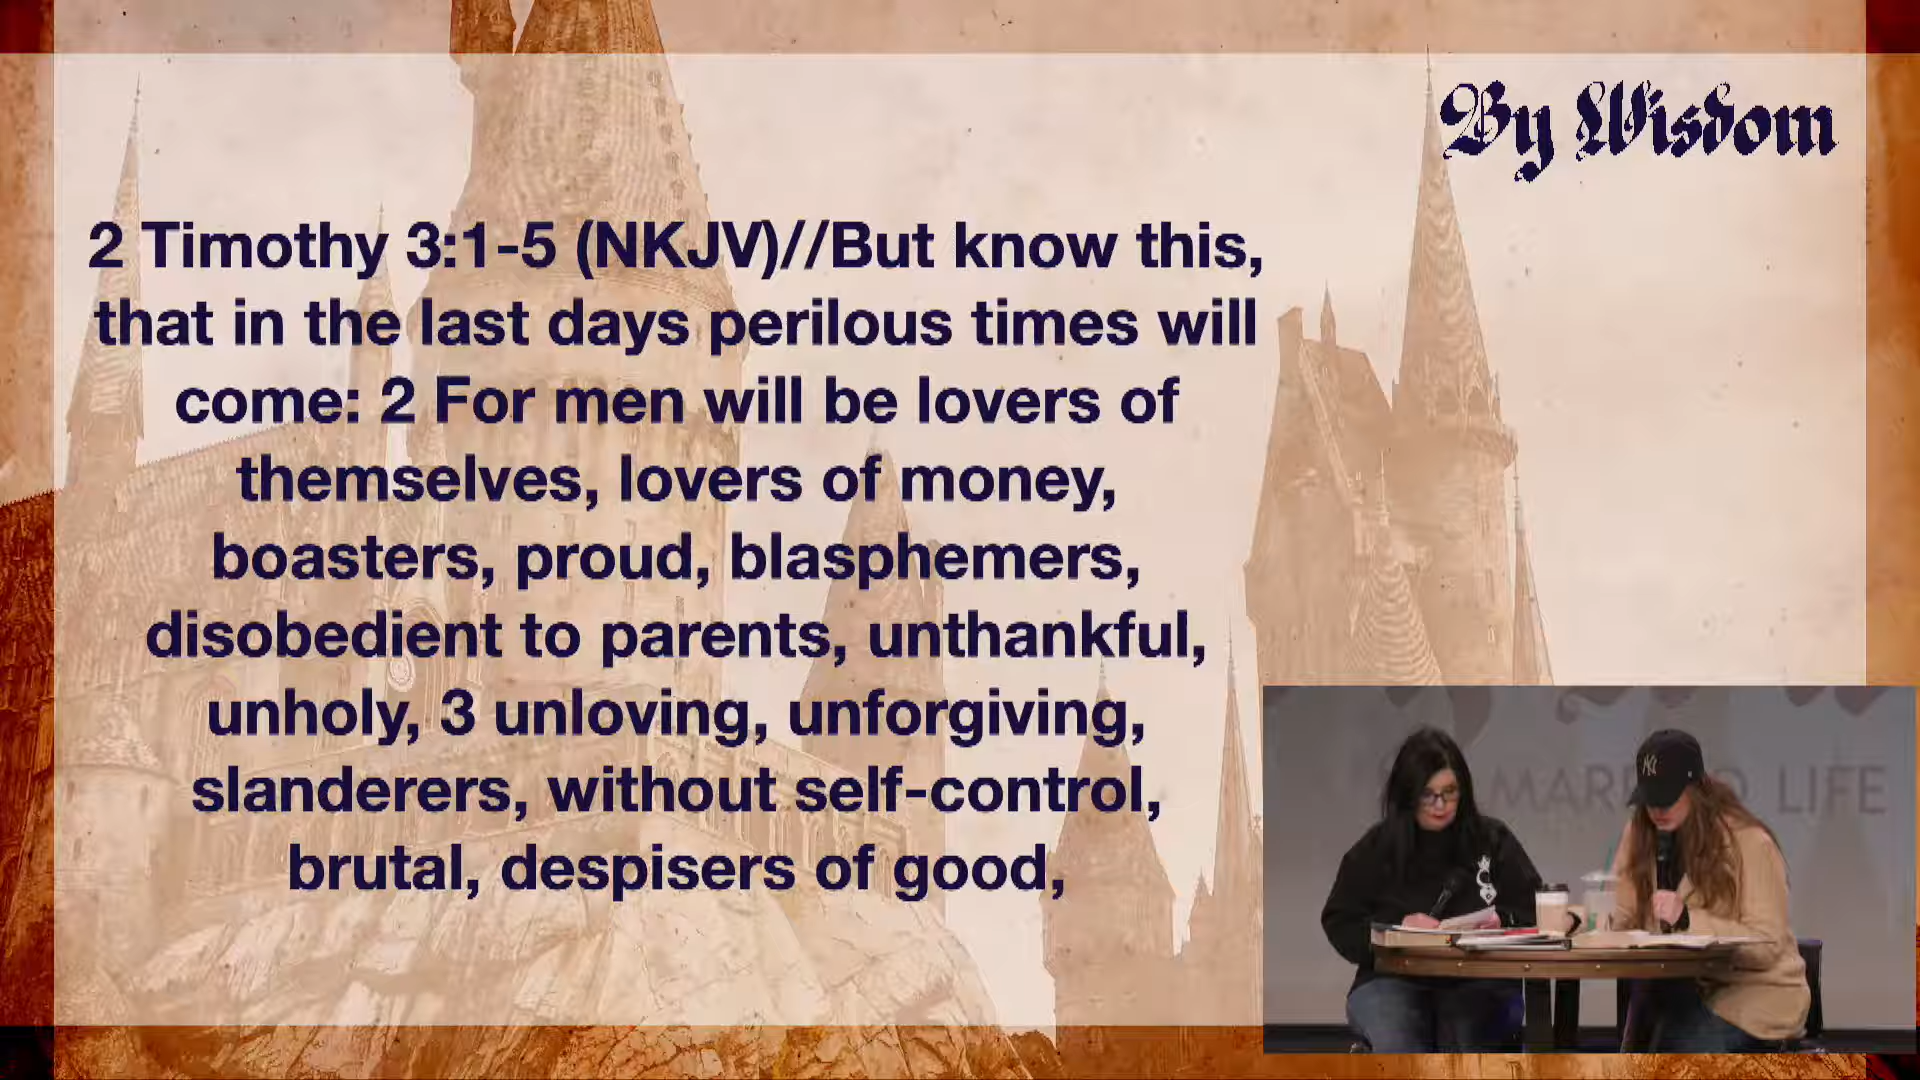 By Wisdom
2 Timothy 3:1-5 (NKJV)//But know this,
that in the last days perilous times will
come: 2 For men will be lovers of
themselves, lovers of money,
boasters, proud, blasphemers,
disobedient to parents, unthankful,
unholy, 3 unloving, unforgiving,
slanderers, without self-control,
brutal, despisers of good,
LIFE
NY